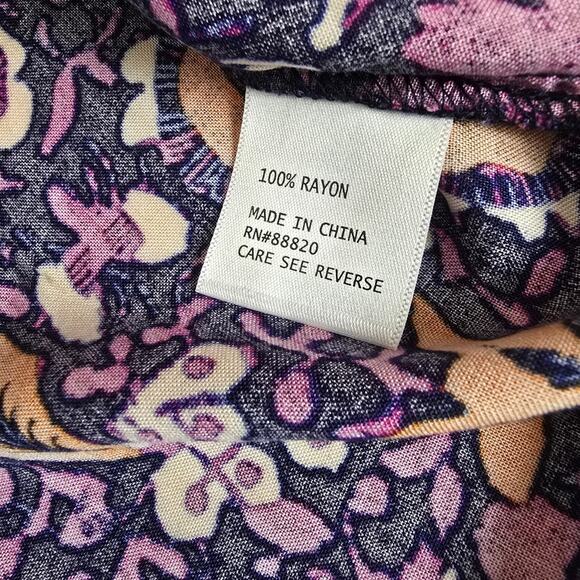 100% RAYON
MADE IN CHINA
RN#88820
CARE SEE REVERSE